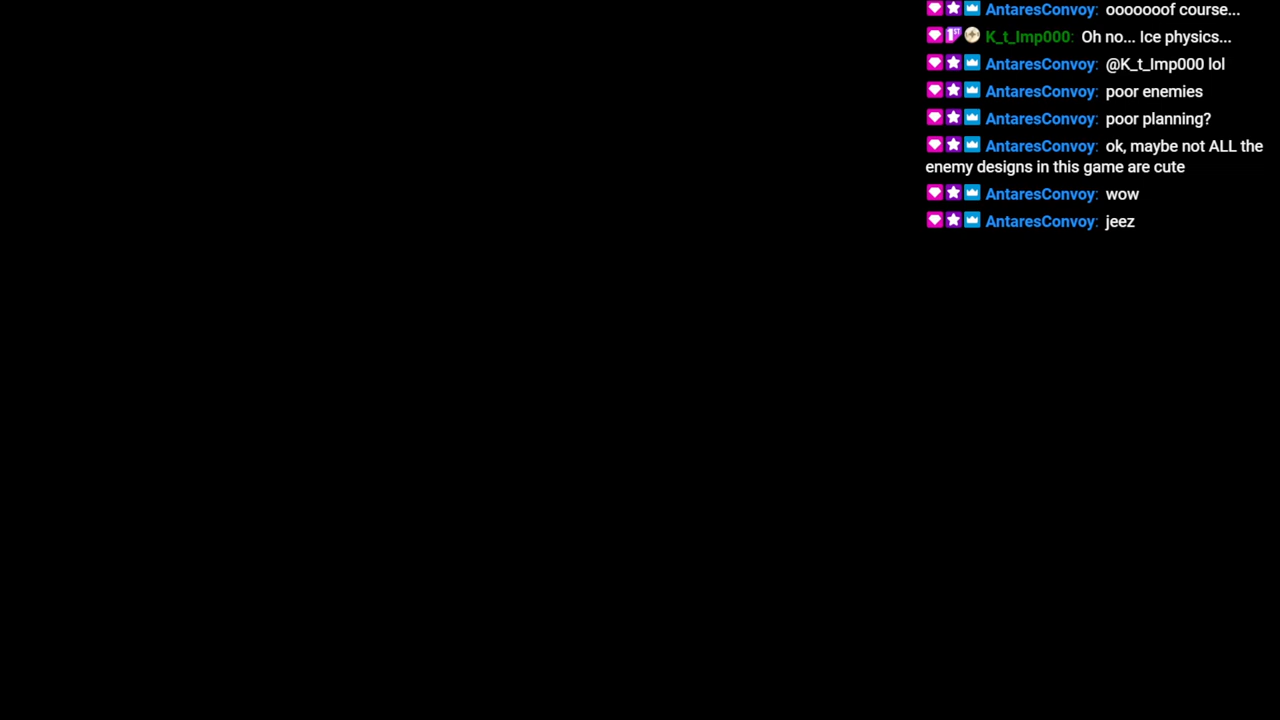 AntaresConvoy: ooooooof course...
K_t_Imp000: Oh no... Ice physics...
AntaresConvoy: @K_t_Imp000 lol
AntaresConvoy: poor enemies
AntaresConvoy: poor planning?
AntaresConvoy: ok, maybe not ALL the
enemy designs in this game are cute
AntaresConvoy: wow
AntaresConvoy: jeez